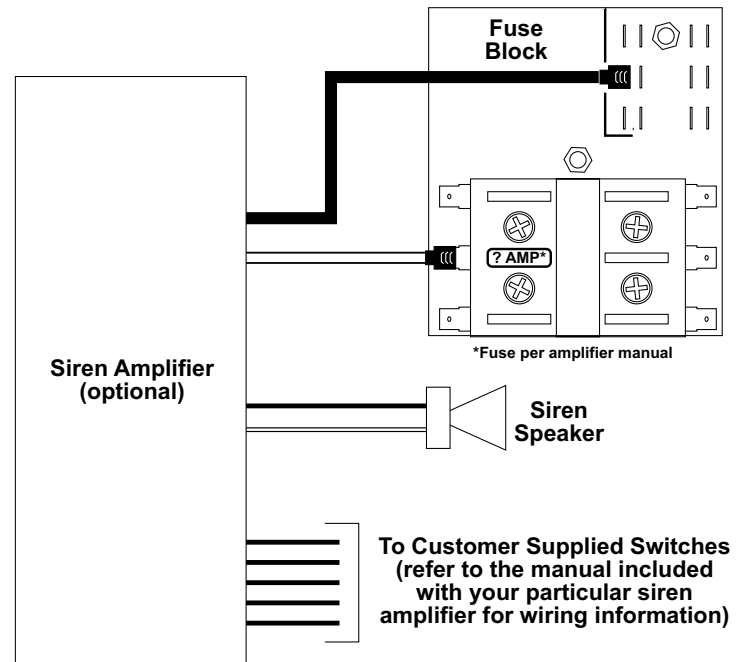 Fuse
Block
? AMP*
*Fuse per amplifier manual
Siren Amplifier
(optional)
Siren
Speaker
To Customer Supplied Switches
(refer to the manual included
with your particular siren
amplifier for wiring information)